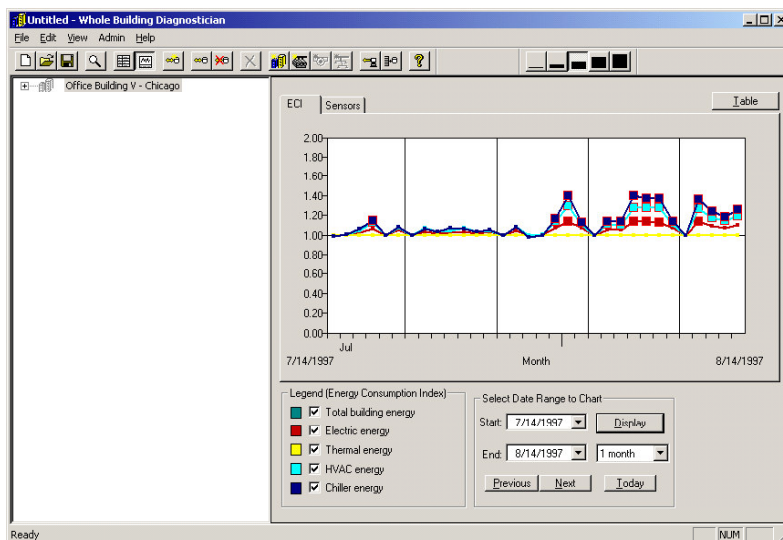 Untitled - Whole Building Diagnostician
File Edit View Admin Help
Office Building V - Chicago
ECI Sensors
Table
2.00
1.80
1.60
1.40
1.20
1.00
0.80
0.60
0.40
0.20
0.00
Jul
7/14/1997 Month 8/14/1997
Legend (Energy Consumption Index)
Total building energy
Electric energy
Thermal energy
HVAC energy
Chiller energy
Select Date Range to Chart
Start: 7/14/1997 Display
End: 8/14/1997 1 month
Previous Next Today
Ready NUM